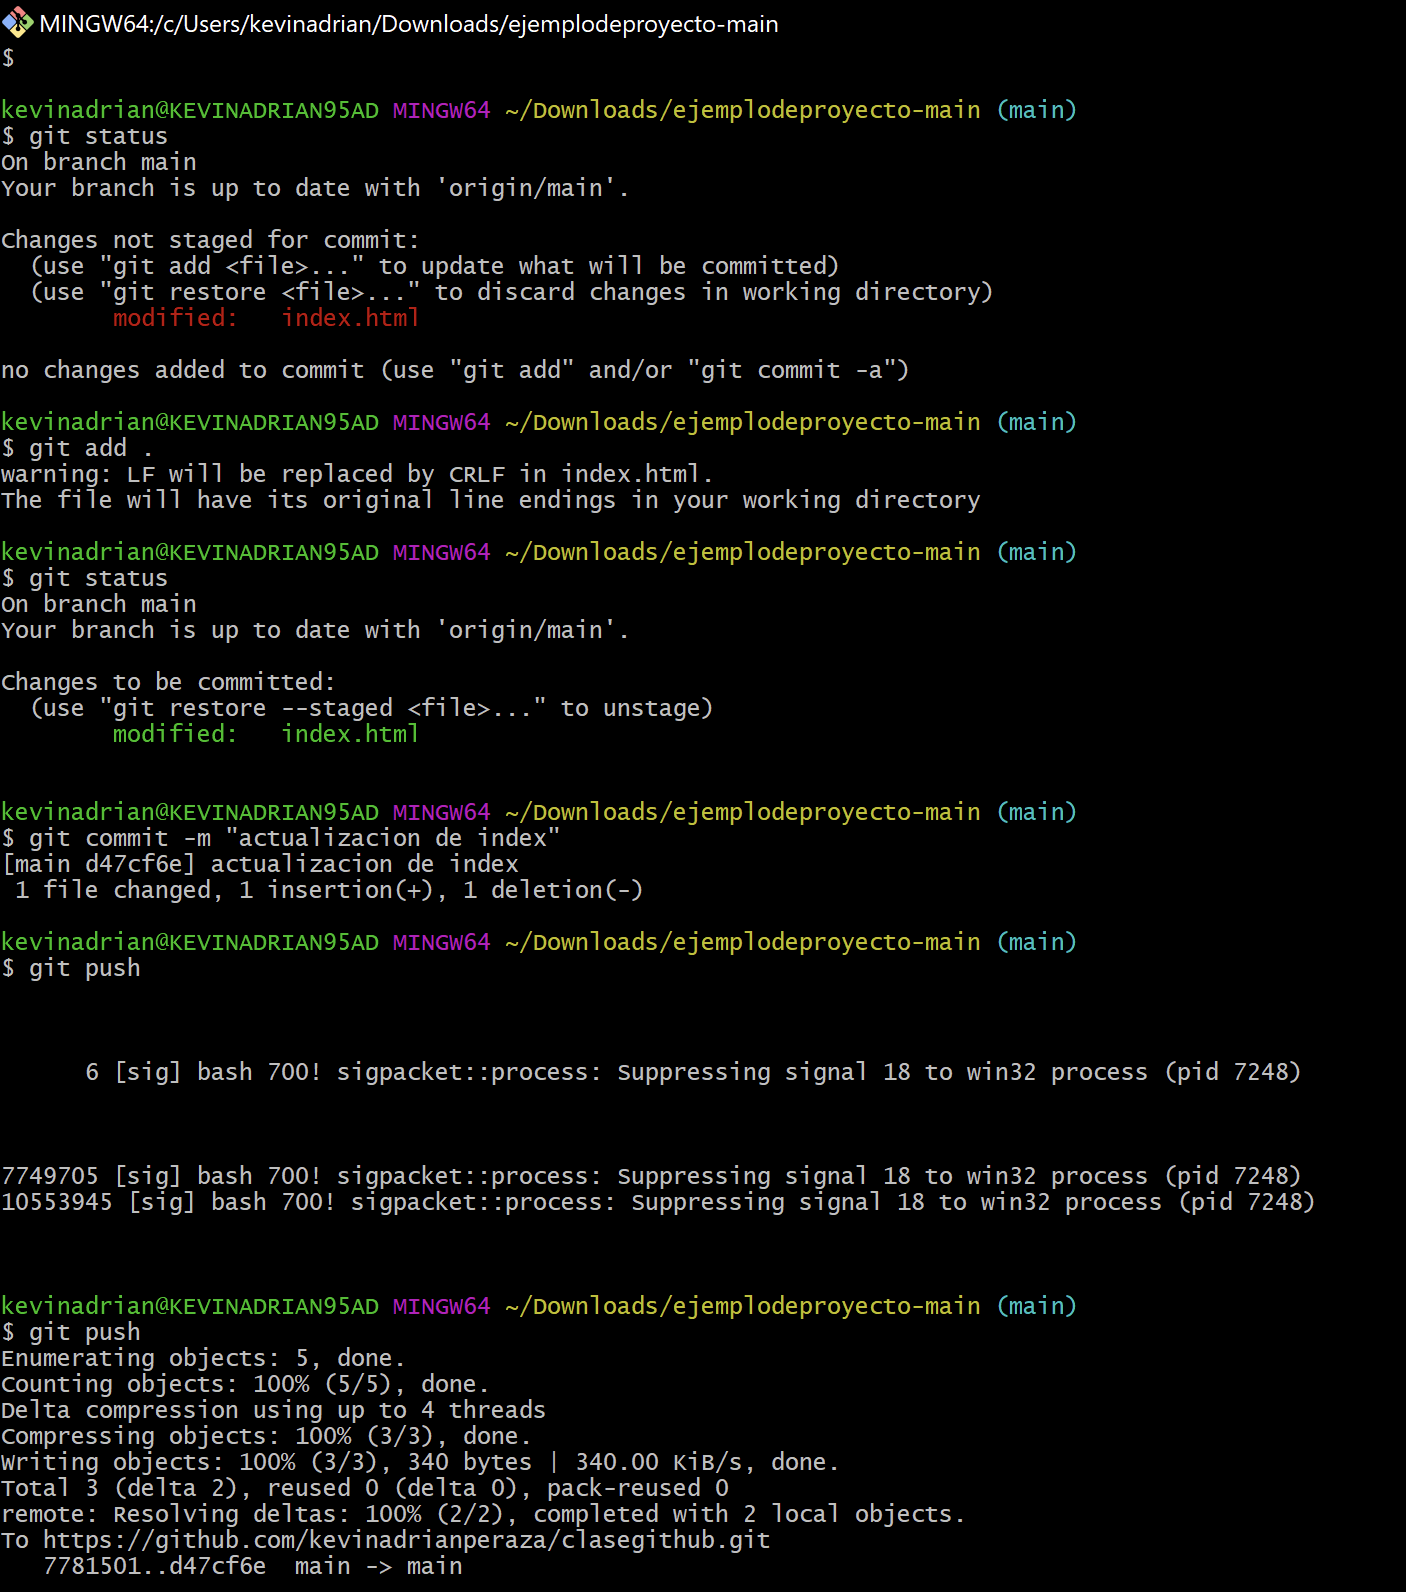 MINGW64:/c/Users/kevinadrian/Downloads/ejemplodeproyecto-main
$
kevinadrian@KEVINADRIAN95AD MINGW64 ~/Downloads/ejemplodeproyecto-main (main)
$ git status
On branch main
Your branch is up to date with 'origin/main'.
Changes not staged for commit:
  (use "git add <file>..." to update what will be committed)
  (use "git restore <file>..." to discard changes in working directory)
        modified:   index.html
no changes added to commit (use "git add" and/or "git commit -a")
kevinadrian@KEVINADRIAN95AD MINGW64 ~/Downloads/ejemplodeproyecto-main (main)
$ git add .
warning: LF will be replaced by CRLF in index.html.
The file will have its original line endings in your working directory
kevinadrian@KEVINADRIAN95AD MINGW64 ~/Downloads/ejemplodeproyecto-main (main)
$ git status
On branch main
Your branch is up to date with 'origin/main'.
Changes to be committed:
  (use "git restore --staged <file>..." to unstage)
        modified:   index.html
kevinadrian@KEVINADRIAN95AD MINGW64 ~/Downloads/ejemplodeproyecto-main (main)
$ git commit -m "actualizacion de index"
[main d47cf6e] actualizacion de index
 1 file changed, 1 insertion(+), 1 deletion(-)
kevinadrian@KEVINADRIAN95AD MINGW64 ~/Downloads/ejemplodeproyecto-main (main)
$ git push
      6 [sig] bash 700! sigpacket::process: Suppressing signal 18 to win32 process (pid 7248)
7749705 [sig] bash 700! sigpacket::process: Suppressing signal 18 to win32 process (pid 7248)
10553945 [sig] bash 700! sigpacket::process: Suppressing signal 18 to win32 process (pid 7248)
kevinadrian@KEVINADRIAN95AD MINGW64 ~/Downloads/ejemplodeproyecto-main (main)
$ git push
Enumerating objects: 5, done.
Counting objects: 100% (5/5), done.
Delta compression using up to 4 threads
Compressing objects: 100% (3/3), done.
Writing objects: 100% (3/3), 340 bytes | 340.00 KiB/s, done.
Total 3 (delta 2), reused 0 (delta 0), pack-reused 0
remote: Resolving deltas: 100% (2/2), completed with 2 local objects.
To https://github.com/kevinadrianperaza/clasegithub.git
   7781501..d47cf6e  main -> main